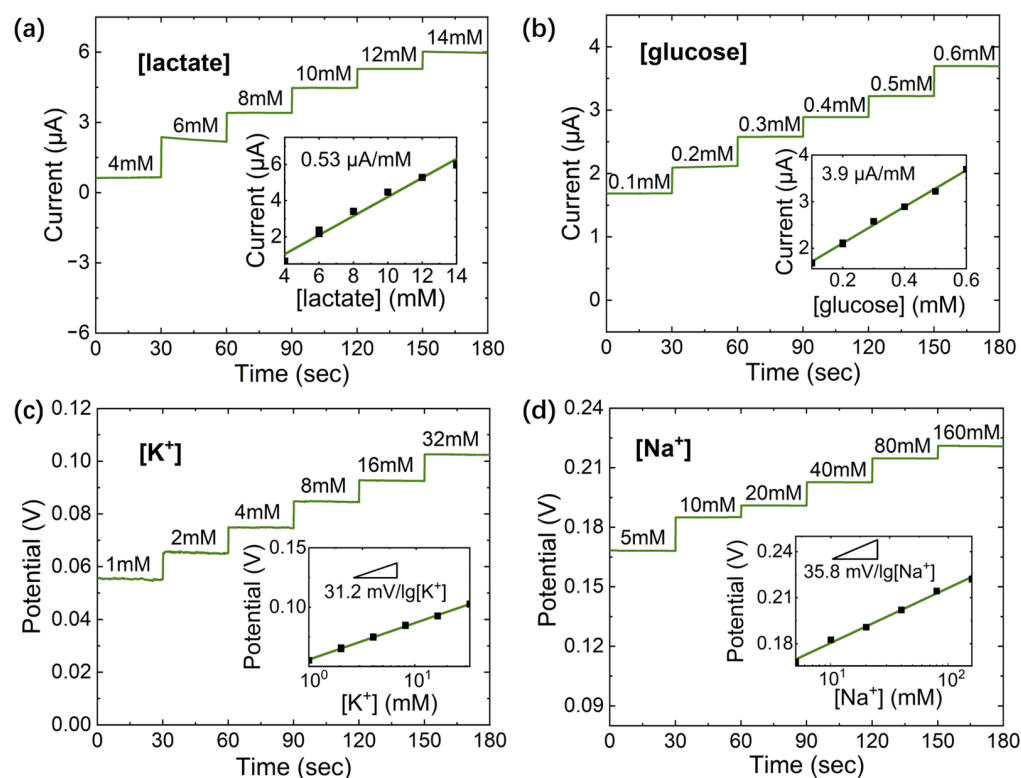 (a)
[lactate]
4mM
6mM
8mM
10mM
12mM
14mM
Current (μA)
6
3
0
−3
−6
0 30 60 90 120 150 180
Time (sec)
0.53 μA/mM
Current (μA)
6
4
2
4 6 8 10 12 14
[lactate] (mM)
(b)
[glucose]
0.1mM
0.2mM
0.3mM
0.4mM
0.5mM
0.6mM
Current (μA)
4
3
2
1
0
0 30 60 90 120 150 180
Time (sec)
3.9 μA/mM
Current (μA)
4
3
2
0.2 0.4 0.6
[glucose] (mM)
(c)
[K⁺]
1mM
2mM
4mM
8mM
16mM
32mM
Potential (V)
0.12
0.10
0.08
0.06
0.04
0.02
0.00
0 30 60 90 120 150 180
Time (sec)
31.2 mV/lg[K⁺]
Potential (V)
0.15
0.10
10⁰ 10¹
[K⁺] (mM)
(d)
[Na⁺]
5mM
10mM
20mM
40mM
80mM
160mM
Potential (V)
0.24
0.21
0.18
0.15
0.12
0.09
0 30 60 90 120 150 180
Time (sec)
35.8 mV/lg[Na⁺]
Potential (V)
0.24
0.21
0.18
10¹ 10²
[Na⁺] (mM)